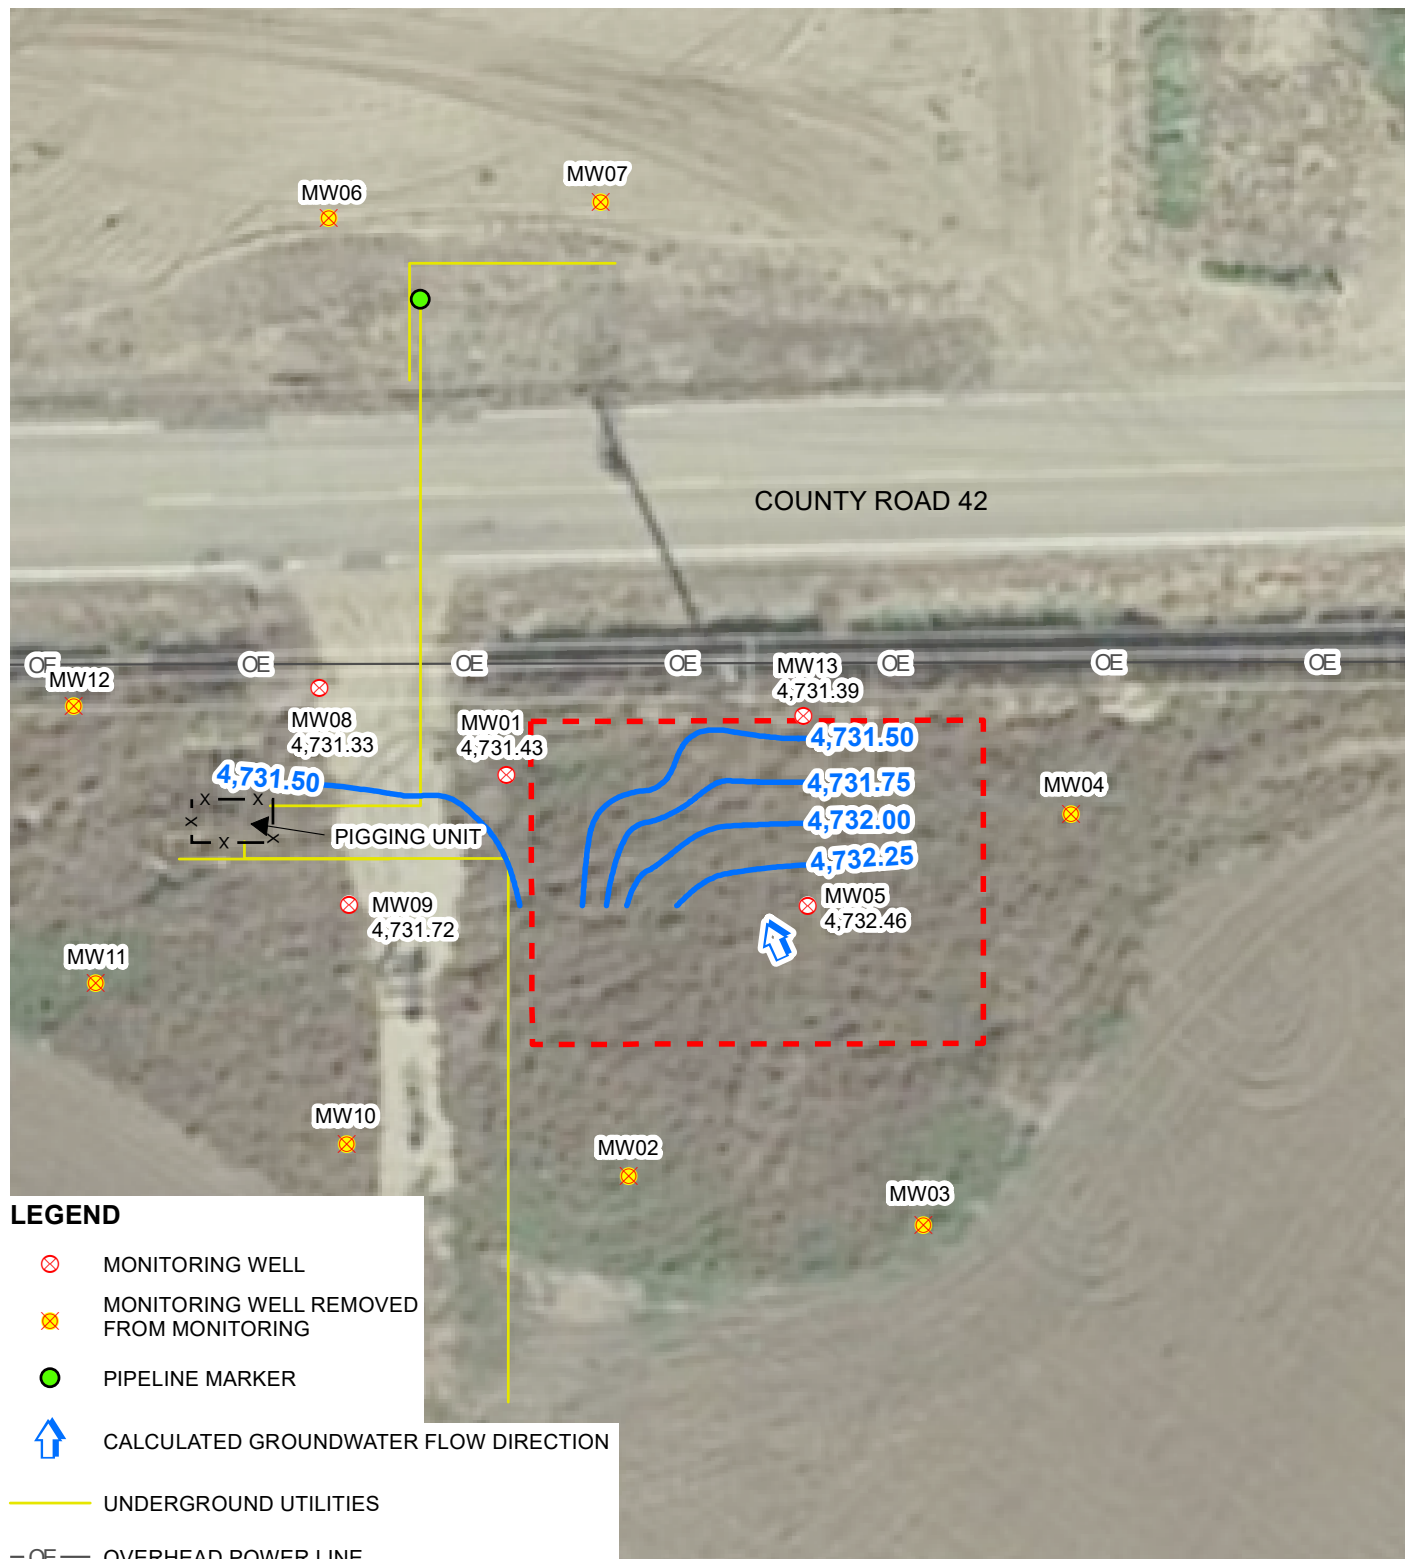 MW07
MW06
COUNTY ROAD 42
OE
OE
OE
OE
OE
OE
OE
MW12
MW13
4,731.39
MW08
4,731.33
MW01
4,731.43
4,731.50
4,731.50
4,731.75
4,732.00
4,732.25
MW04
X
X
X
X
X
PIGGING UNIT
MW05
4,732.46
MW09
4,731.72
MW11
MW10
MW02
MW03
LEGEND
MONITORING WELL
MONITORING WELL REMOVED
FROM MONITORING
PIPELINE MARKER
CALCULATED GROUNDWATER FLOW DIRECTION
UNDERGROUND UTILITIES
OE OVERHEAD POWER LINE